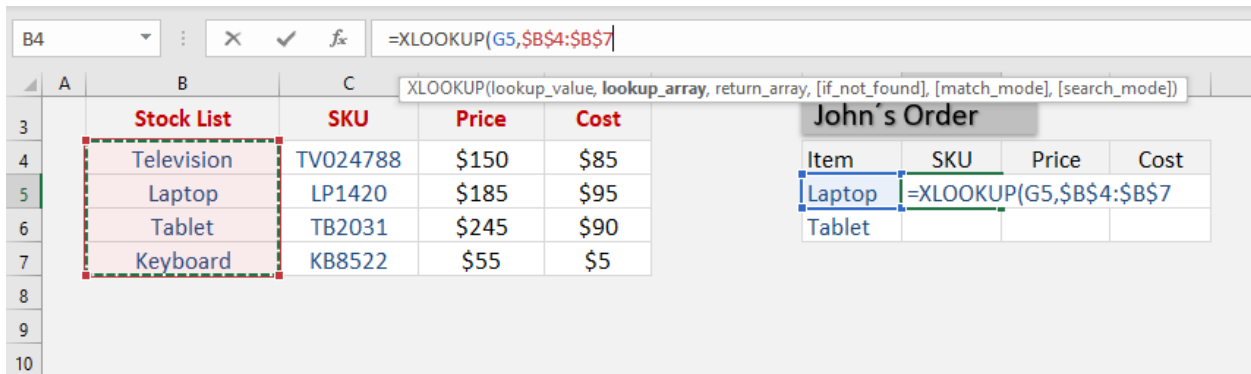 B4 fx =XLOOKUP(G5,$B$4:$B$7
A B C XLOOKUP(lookup_value, lookup_array, return_array, [if_not_found], [match_mode], [search_mode])
3 Stock List SKU Price Cost John´s Order
4 Television TV024788 $150 $85 Item SKU Price Cost
5 Laptop LP1420 $185 $95 Laptop =XLOOKUP(G5,$B$4:$B$7
6 Tablet TB2031 $245 $90 Tablet
7 Keyboard KB8522 $55 $5
8
9
10